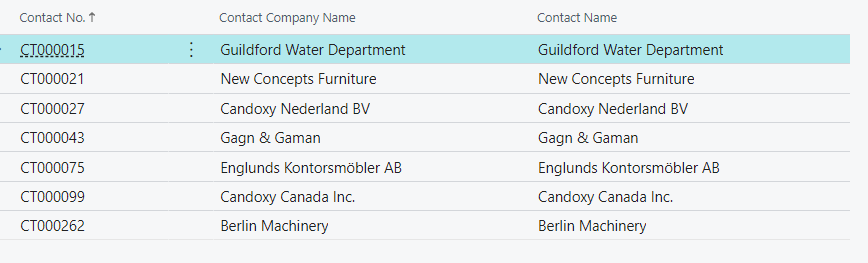 Contact No. ↑ Contact Company Name Contact Name
CT000015 Guildford Water Department Guildford Water Department
CT000021 New Concepts Furniture New Concepts Furniture
CT000027 Candoxy Nederland BV Candoxy Nederland BV
CT000043 Gagn & Gaman Gagn & Gaman
CT000075 Englunds Kontorsmöbler AB Englunds Kontorsmöbler AB
CT000099 Candoxy Canada Inc. Candoxy Canada Inc.
CT000262 Berlin Machinery Berlin Machinery